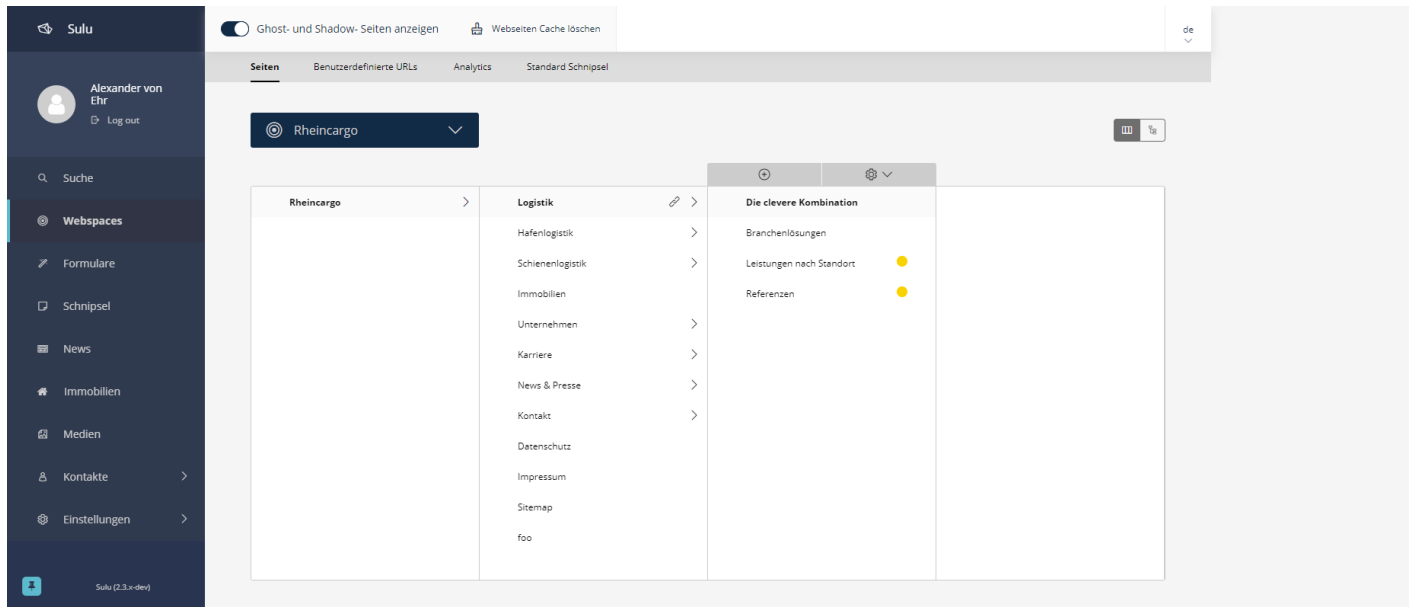 Sulu
Ghost- und Shadow- Seiten anzeigen
Webseiten Cache löschen
de
Seiten
Benutzerdefinierte URLs
Analytics
Standard Schnipsel
Alexander von
Ehr
Log out
Suche
Webspaces
Formulare
Schnipsel
News
Immobilien
Medien
Kontakte
Einstellungen
Sulu (2.3.x-dev)
Rheincargo
Rheincargo
Logistik
Hafenlogistik
Schienenlogistik
Immobilien
Unternehmen
Karriere
News & Presse
Kontakt
Datenschutz
Impressum
Sitemap
foo
Die clevere Kombination
Branchenlösungen
Leistungen nach Standort
Referenzen